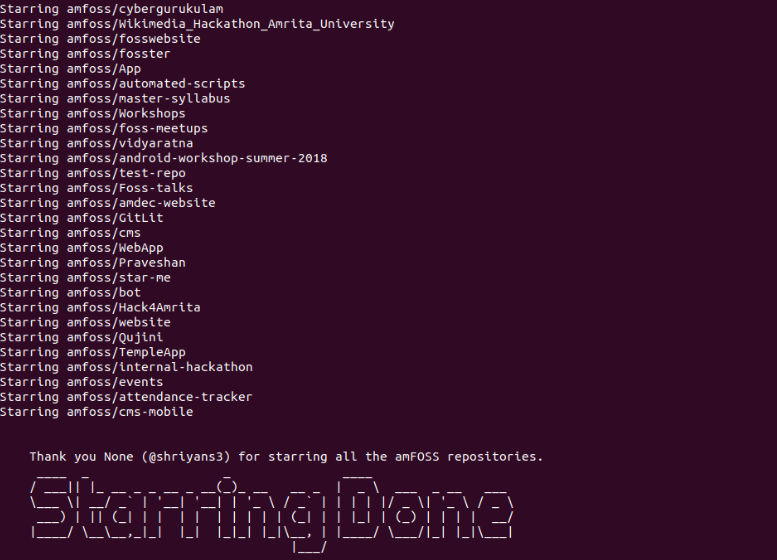 Starring amfoss/cybergurukulam
Starring amfoss/Wikimedia_Hackathon_Amrita_University
Starring amfoss/fosswebsite
Starring amfoss/fosster
Starring amfoss/App
Starring amfoss/automated-scripts
Starring amfoss/master-syllabus
Starring amfoss/Workshops
Starring amfoss/foss-meetups
Starring amfoss/vidyaratna
Starring amfoss/android-workshop-summer-2018
Starring amfoss/test-repo
Starring amfoss/Foss-talks
Starring amfoss/amdec-website
Starring amfoss/GitLit
Starring amfoss/cms
Starring amfoss/WebApp
Starring amfoss/Praveshan
Starring amfoss/star-me
Starring amfoss/bot
Starring amfoss/Hack4Amrita
Starring amfoss/website
Starring amfoss/Qujini
Starring amfoss/TempleApp
Starring amfoss/internal-hackathon
Starring amfoss/events
Starring amfoss/attendance-tracker
Starring amfoss/cms-mobile
Thank you None (@shriyans3) for starring all the amFOSS repositories.
Starring Done